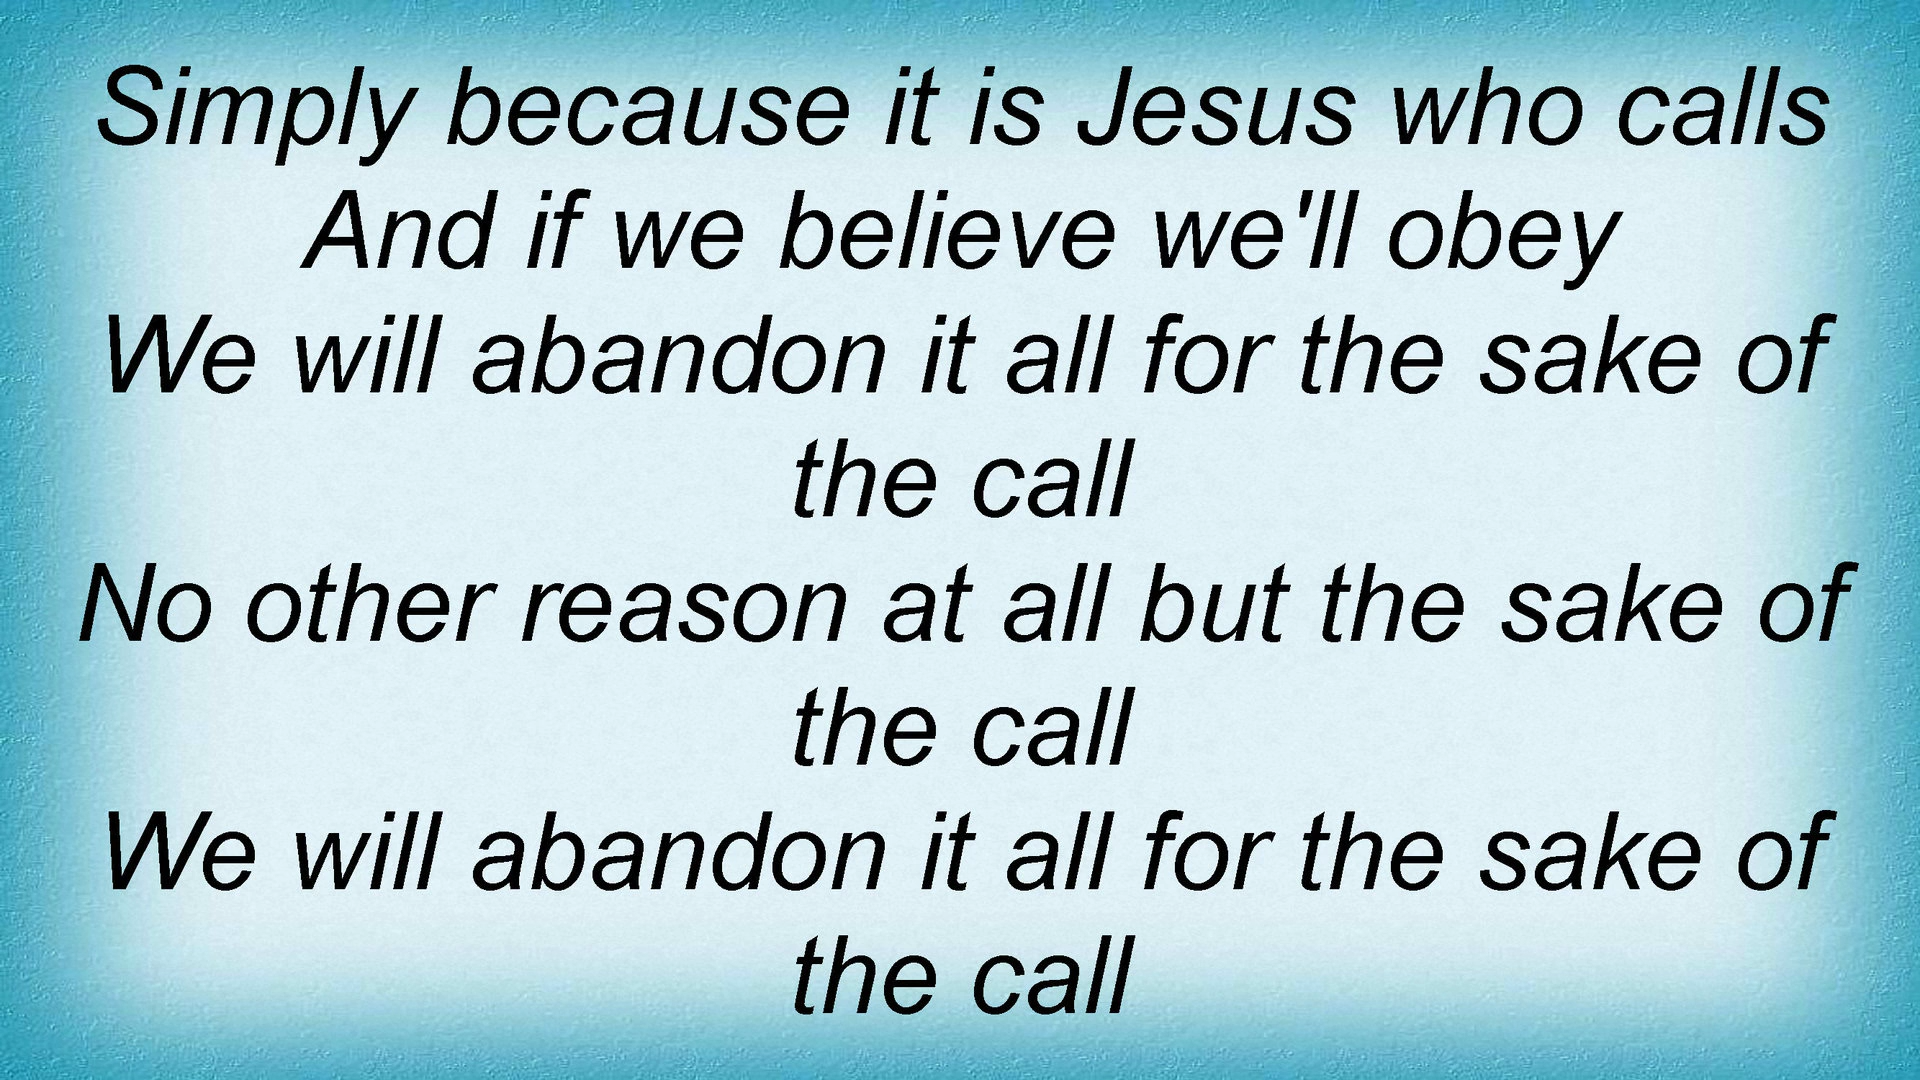 Simply because it is Jesus who calls
And if we believe we'll obey
We will abandon it all for the sake of
the call
No other reason at all but the sake of
the call
We will abandon it all for the sake of
the call